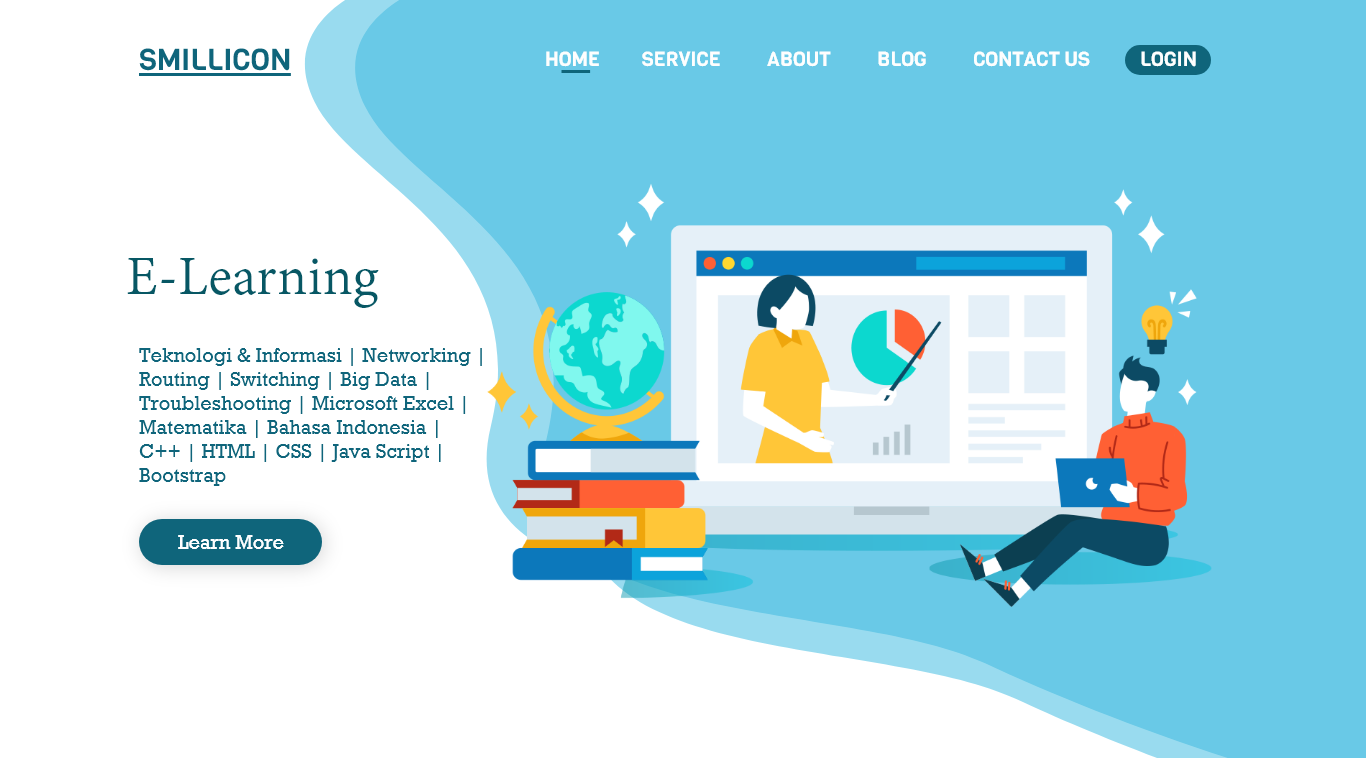 SMILLICON
HOME SERVICE ABOUT BLOG CONTACT US LOGIN
E-Learning
Teknologi & Informasi | Networking |
Routing | Switching | Big Data |
Troubleshooting | Microsoft Excel |
Matematika | Bahasa Indonesia |
C++ | HTML | CSS | Java Script |
Bootstrap
Learn More